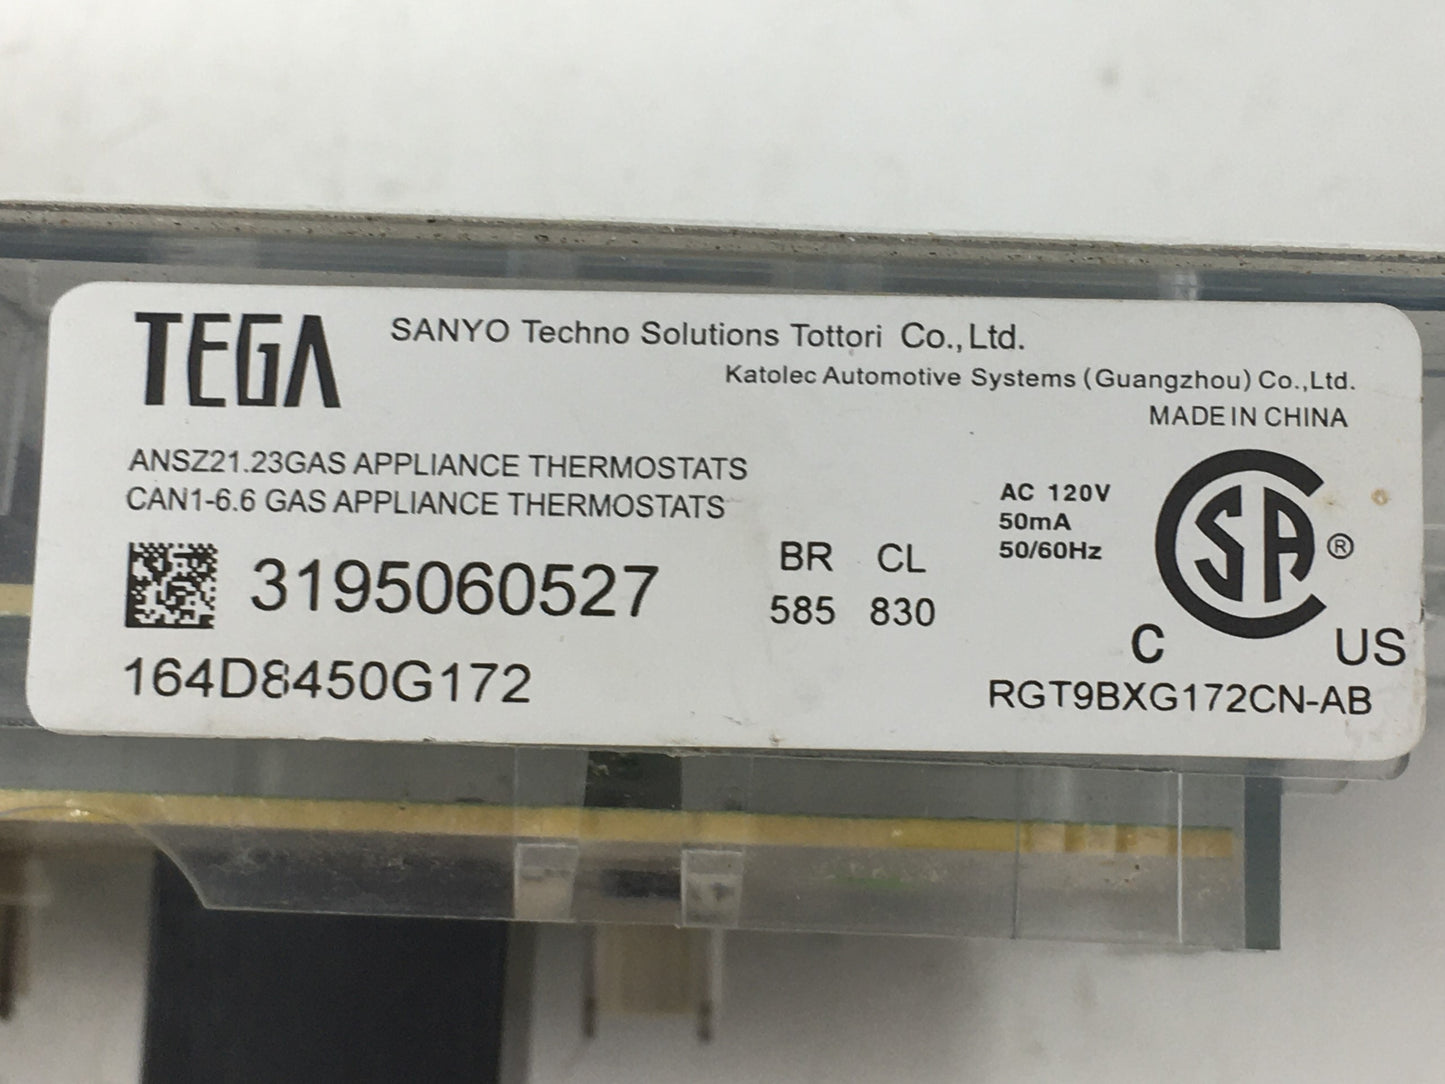 TEGA
SANYO Techno Solutions Tottori Co.,Ltd.
Katolec Automotive Systems (Guangzhou) Co.,Ltd.
MADE IN CHINA
ANSZ21.23GAS APPLIANCE THERMOSTATS
CAN1-6.6 GAS APPLIANCE THERMOSTATS
AC 120V
50mA
50/60Hz
3195060527
BR CL
585 830
CSA ®
C US
164D8450G172
RGT9BXG172CN-AB